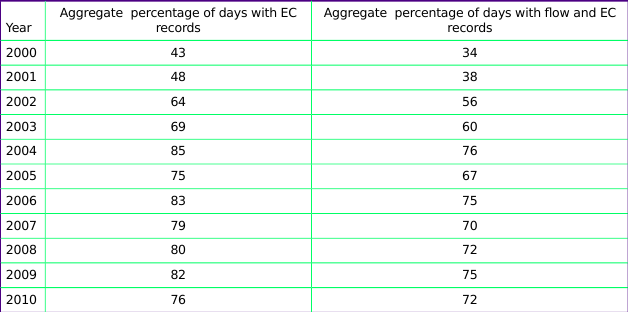 Year Aggregate percentage of days with EC records Aggregate percentage of days with flow and EC records
2000 43 34
2001 48 38
2002 64 56
2003 69 60
2004 85 76
2005 75 67
2006 83 75
2007 79 70
2008 80 72
2009 82 75
2010 76 72